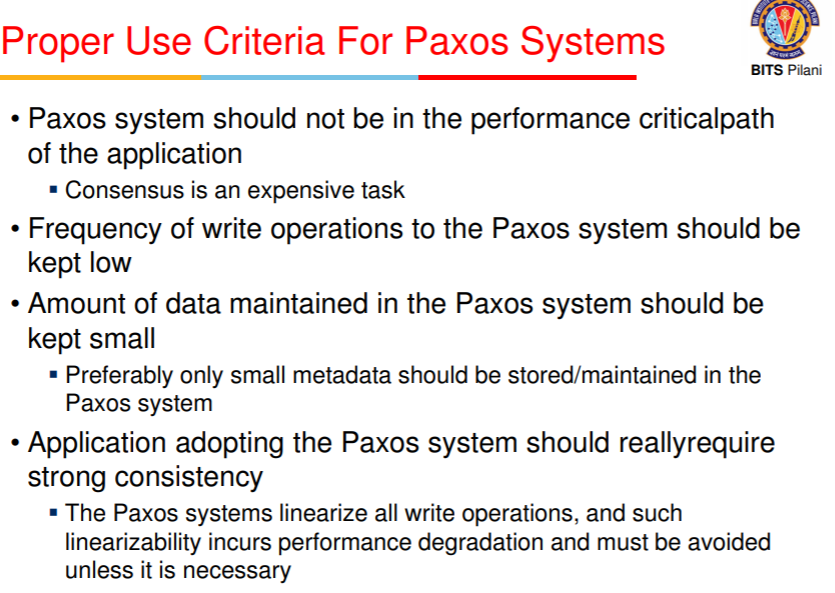 Proper Use Criteria For Paxos Systems
BITS Pilani
• Paxos system should not be in the performance criticalpath
of the application
▪ Consensus is an expensive task
• Frequency of write operations to the Paxos system should be
kept low
• Amount of data maintained in the Paxos system should be
kept small
▪ Preferably only small metadata should be stored/maintained in the
Paxos system
• Application adopting the Paxos system should reallyrequire
strong consistency
▪ The Paxos systems linearize all write operations, and such
linearizability incurs performance degradation and must be avoided
unless it is necessary